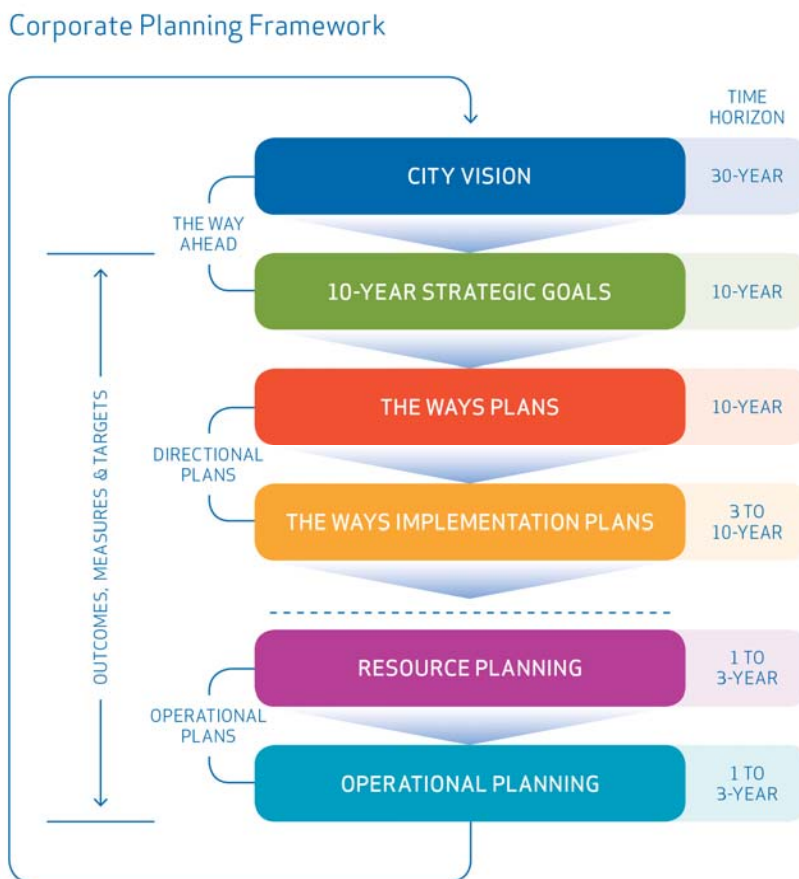 Corporate Planning Framework
TIME
HORIZON
CITY VISION
30-YEAR
THE WAY
AHEAD
10-YEAR STRATEGIC GOALS
10-YEAR
THE WAYS PLANS
10-YEAR
DIRECTIONAL
PLANS
THE WAYS IMPLEMENTATION PLANS
3 TO
10-YEAR
OUTCOMES, MEASURES & TARGETS
RESOURCE PLANNING
1 TO
3-YEAR
OPERATIONAL
PLANS
OPERATIONAL PLANNING
1 TO
3-YEAR